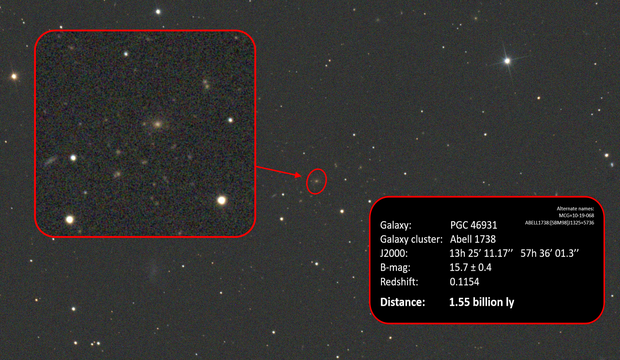 Alternate names:
MCG+10-19-068
ABELL1738:[SBM98]J1325+5736
Galaxy: PGC 46931
Galaxy cluster: Abell 1738
J2000: 13h 25’ 11.17’’ 57h 36’ 01.3’’
B-mag: 15.7 ± 0.4
Redshift: 0.1154
Distance: 1.55 billion ly